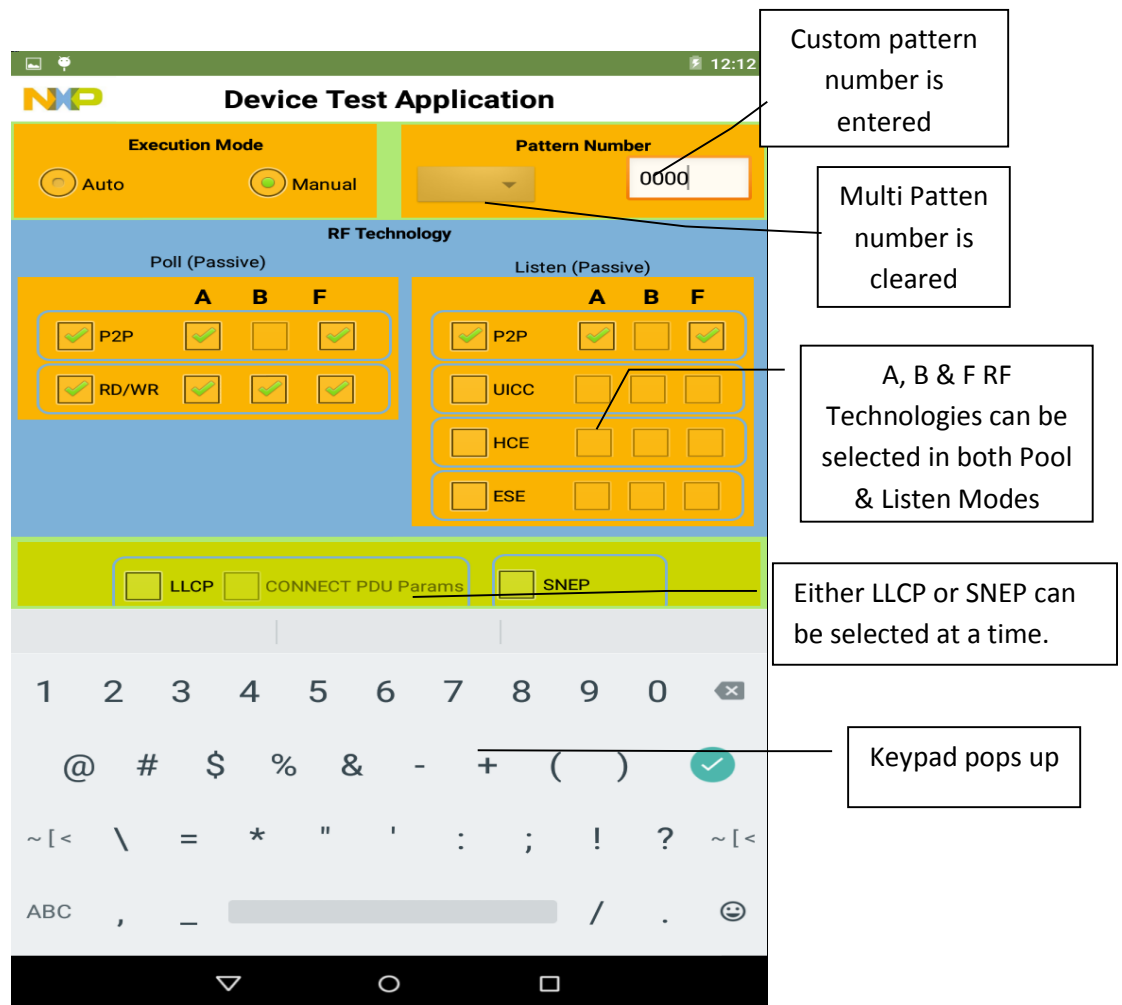 12:12
NXP
Device Test Application
Execution Mode
Auto
Manual
Pattern Number
0000
RF Technology
Poll (Passive)
A B F
P2P
RD/WR
Listen (Passive)
A B F
P2P
UICC
HCE
ESE
LLCP
CONNECT PDU Params
SNEP
1 2 3 4 5 6 7 8 9 0
@ # $ % & - + ( )
~ [ < \ = * " ' : ; ! ? ~ [ <
ABC , _ / .
Custom pattern
number is
entered
Multi Patten
number is
cleared
A, B & F RF
Technologies can be
selected in both Pool
& Listen Modes
Either LLCP or SNEP can
be selected at a time.
Keypad pops up